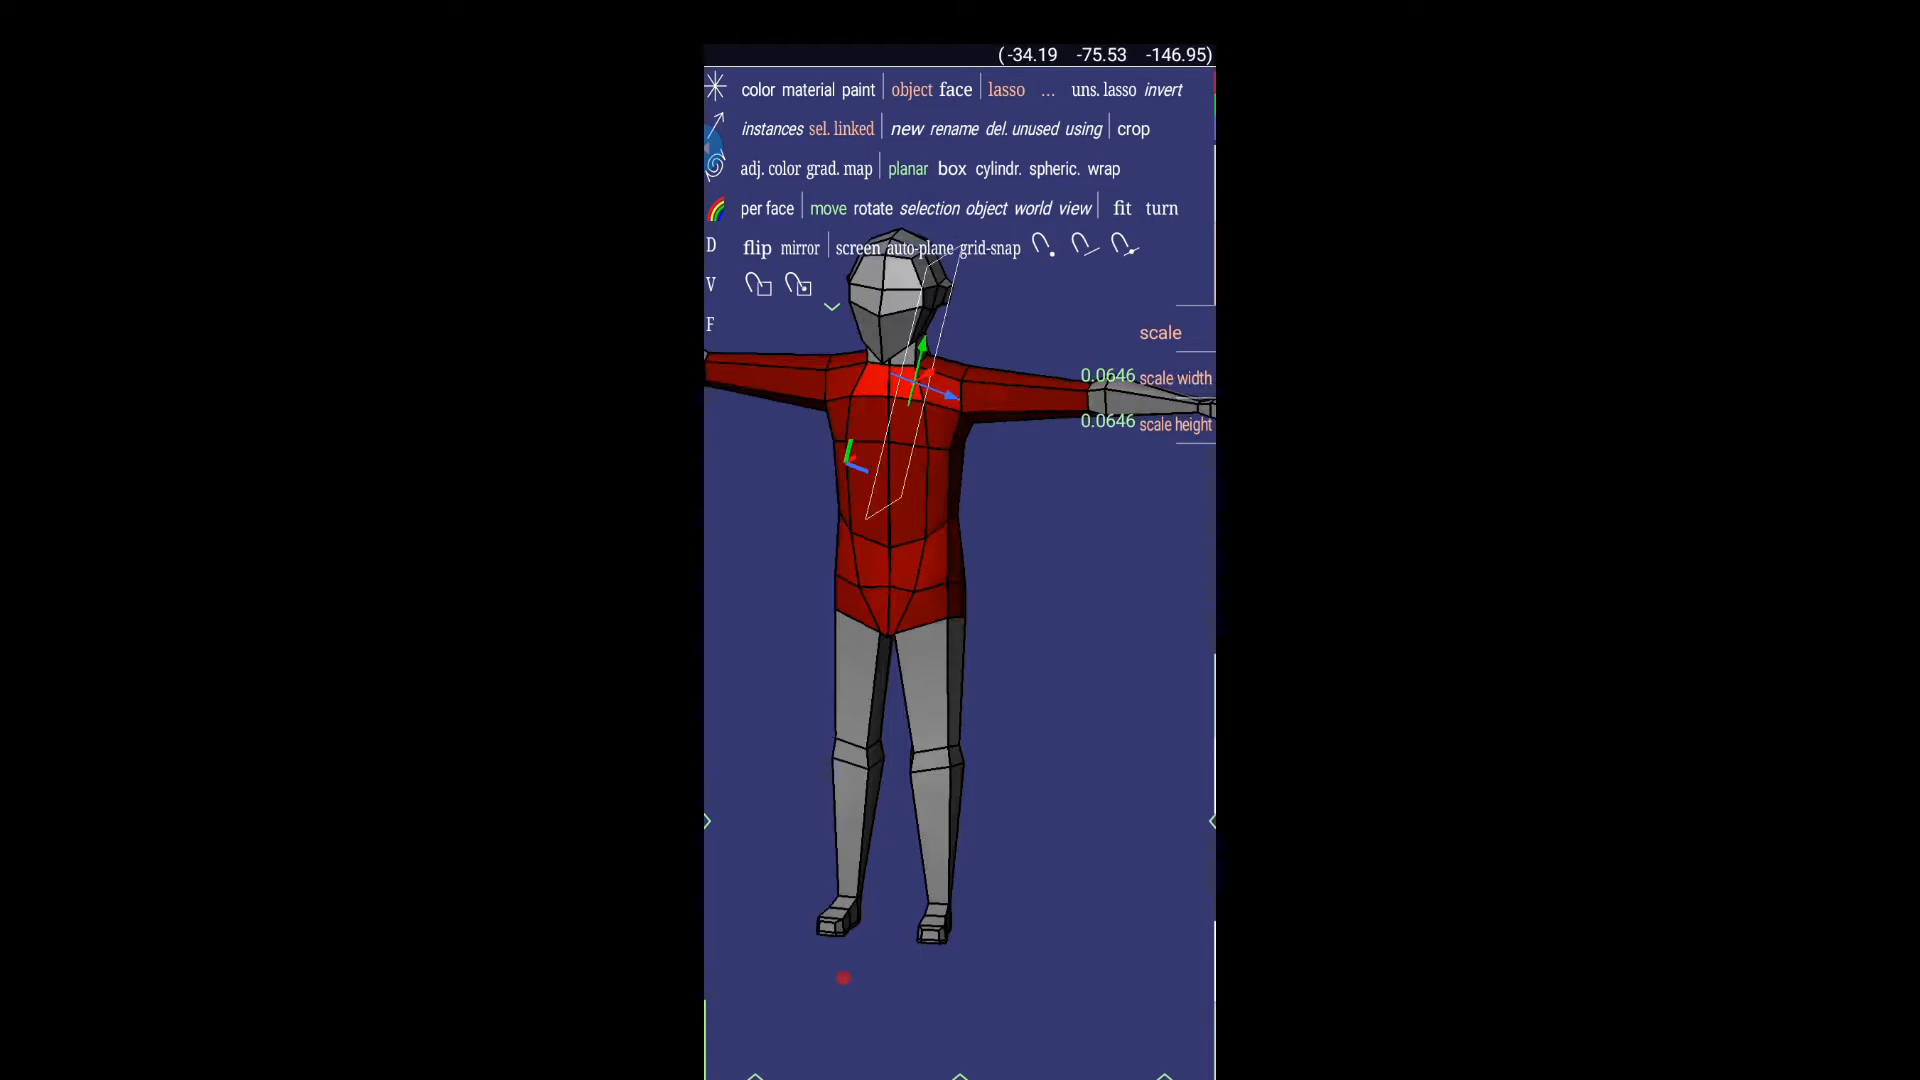 (-34.19 -75.53 -146.95)
color material paint object face lasso ... uns. lasso invert
instances sel. linked new rename del. unused using crop
adj. color grad. map planar box cylindr. spheric. wrap
per face move rotate selection object world view fit turn
D flip mirror screen auto-plane grid-snap
V
F
scale
0.0646 scale width
0.0646 scale height